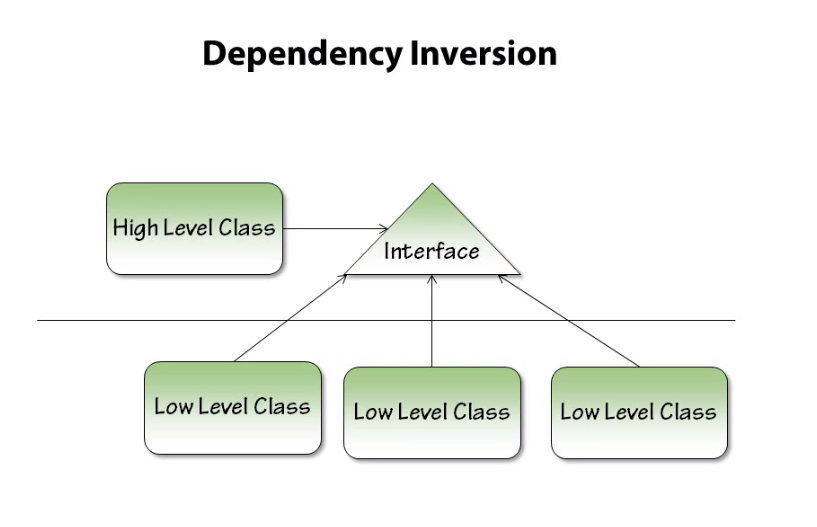 Dependency Inversion
High Level Class
Interface
Low Level Class
Low Level Class
Low Level Class